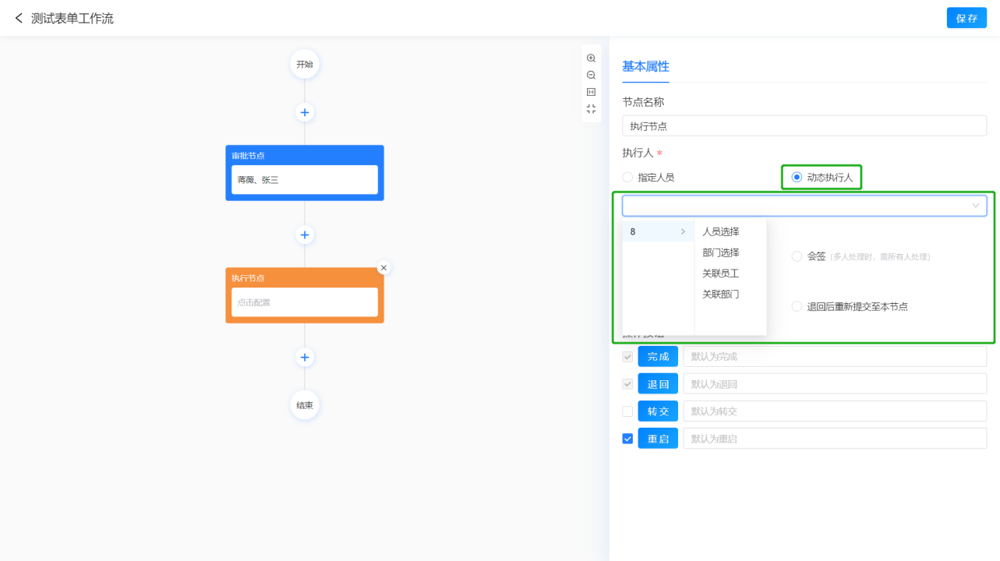 测试表单工作流
保存
开始
审批节点
蒋薇、张三
执行节点
点击配置
结束
基本属性
节点名称
执行节点
执行人 *
指定人员
动态执行人
8
人员选择
部门选择
关联员工
关联部门
会签（多人处理时，需所有人处理）
退回后重新提交至本节点
完成 默认为完成
退回 默认为退回
转交 默认为转交
重启 默认为重启